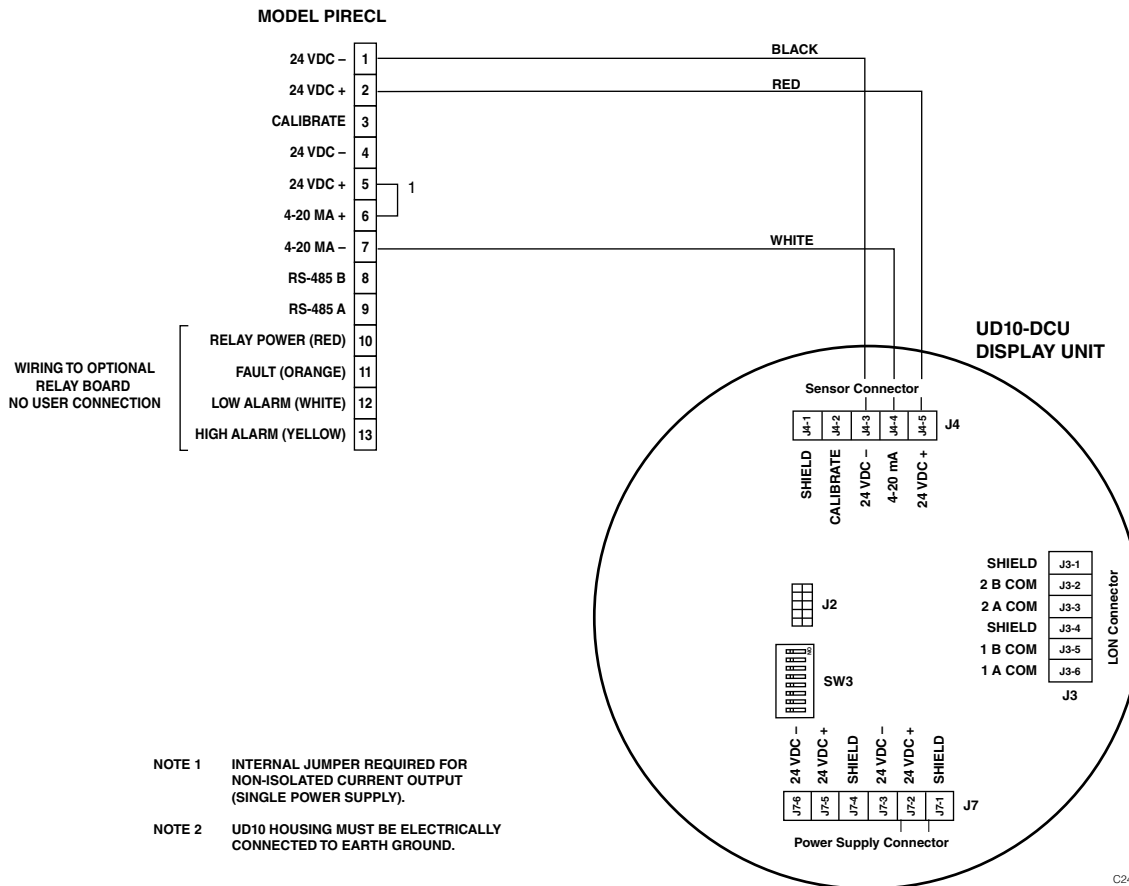 MODEL PIRECL
24 VDC – 1
24 VDC + 2
CALIBRATE 3
24 VDC – 4
24 VDC + 5
4-20 MA + 6
4-20 MA – 7
RS-485 B 8
RS-485 A 9
RELAY POWER (RED) 10
FAULT (ORANGE) 11
LOW ALARM (WHITE) 12
HIGH ALARM (YELLOW) 13
1
WIRING TO OPTIONAL
RELAY BOARD
NO USER CONNECTION
BLACK
RED
WHITE
UD10-DCU
DISPLAY UNIT
Sensor Connector
J4-1
J4-2
J4-3
J4-4
J4-5
J4
SHIELD
CALIBRATE
24 VDC –
4-20 mA
24 VDC +
SHIELD J3-1
2 B COM J3-2
2 A COM J3-3
SHIELD J3-4
1 B COM J3-5
1 A COM J3-6
J3
LON Connector
J2
NO
SW3
24 VDC –
24 VDC +
SHIELD
24 VDC –
24 VDC +
SHIELD
J7-6
J7-5
J7-4
J7-3
J7-2
J7-1
J7
Power Supply Connector
NOTE 1 INTERNAL JUMPER REQUIRED FOR
NON-ISOLATED CURRENT OUTPUT
(SINGLE POWER SUPPLY).
NOTE 2 UD10 HOUSING MUST BE ELECTRICALLY
CONNECTED TO EARTH GROUND.
C24